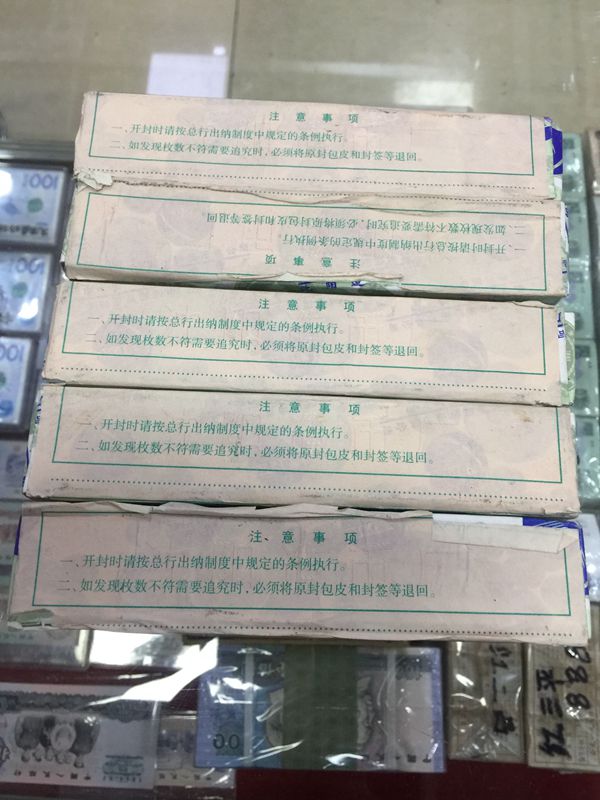 注意事项
一、开封时请按总行出纳制度中规定的条例执行。
二、如发现枚数不符需要追究时，必须将原封包皮和封签等退回。
注意事项
一、开封时请按总行出纳制度中规定的条例执行。
二、如发现枚数不符需要追究时，必须将原封包皮和封签等退回
注意事项
一、开封时请按总行出纳制度中规定的条例执行。
二、如发现枚数不符需要追究时，必须将原封包皮和封签等退回。
注意事项
一、开封时请按总行出纳制度中规定的条例执行。
二、如发现枚数不符需要追究时，必须将原封包皮和封签等退回。
注意事项
一、开封时请按总行出纳制度中规定的条例执行。
二、如发现枚数不符需要追究时，必须将原封包皮和封签等退回。
100
100
100
中国人民银行
红三平
888